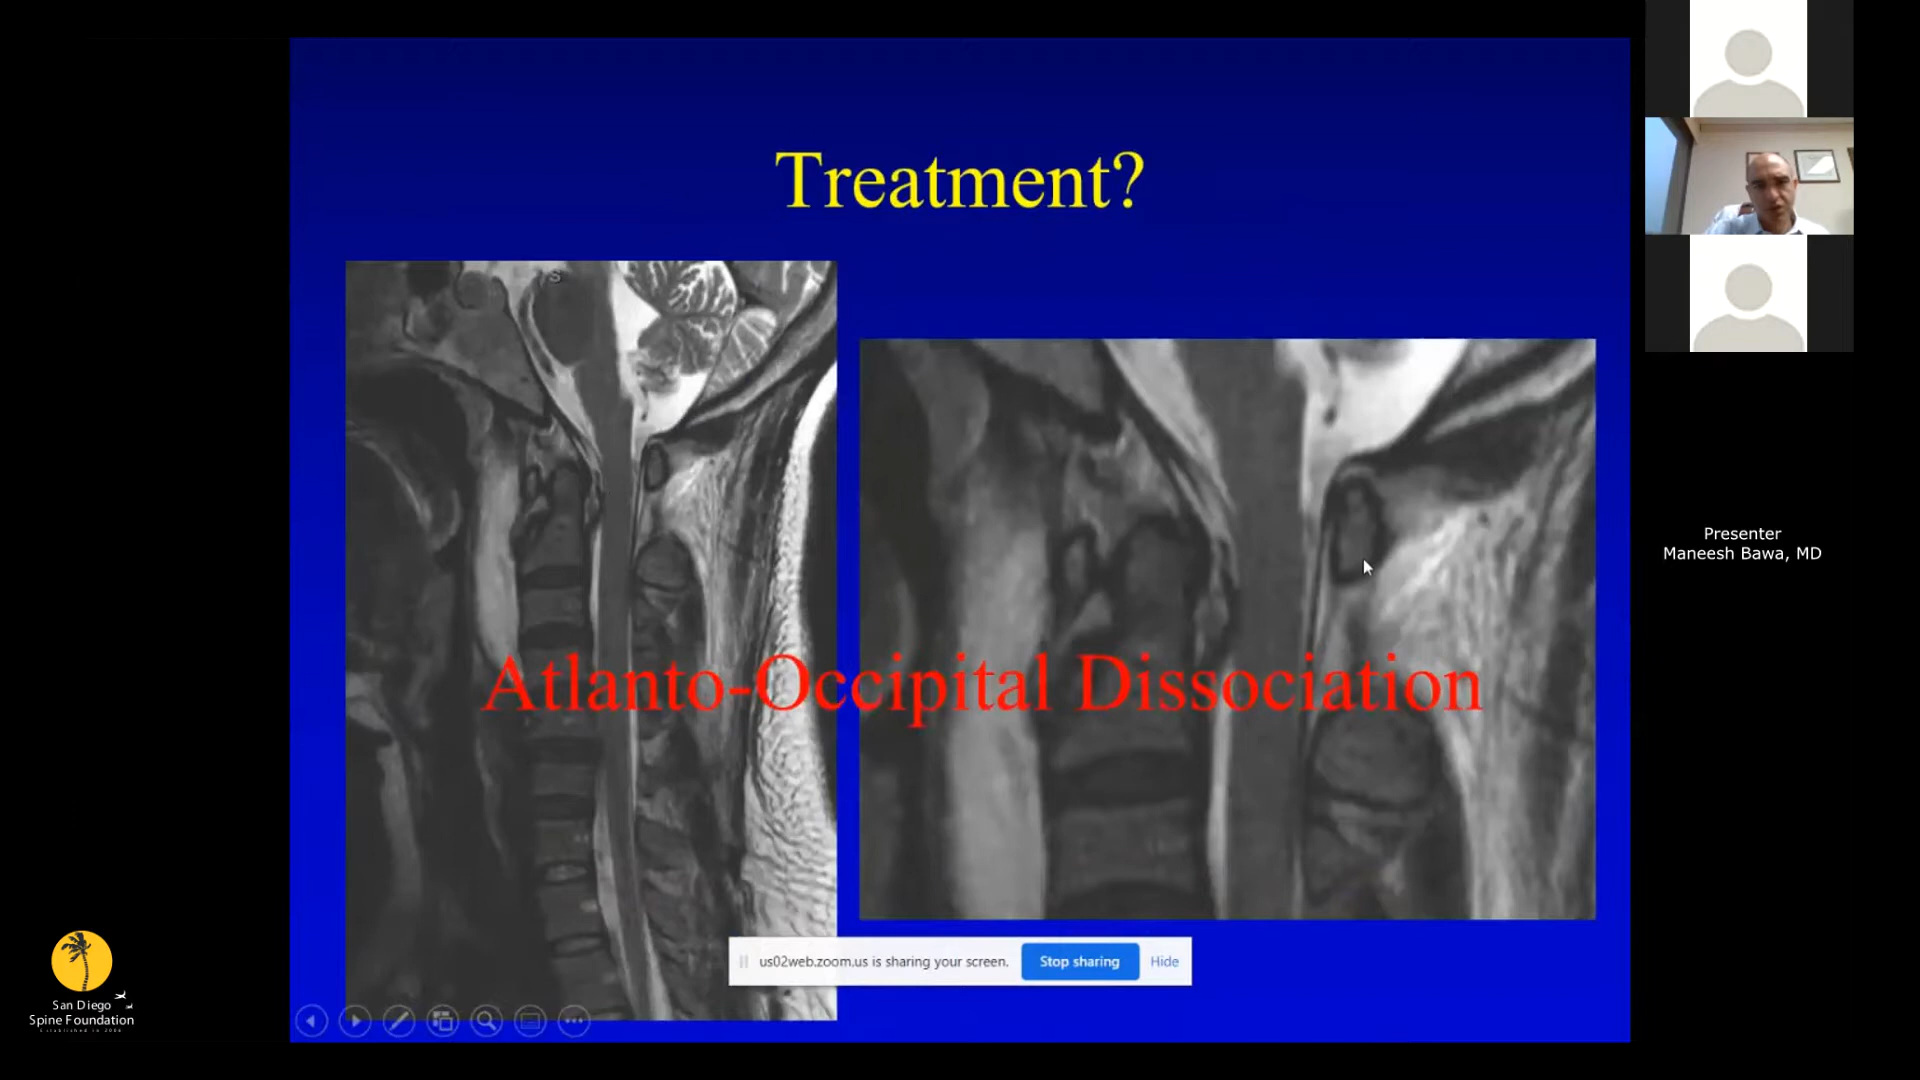 Treatment?
S
Atlanto-Occipital Dissociation
us02web.zoom.us is sharing your screen.
Stop sharing
Hide
Presenter
Maneesh Bawa, MD
San Diego
Spine Foundation